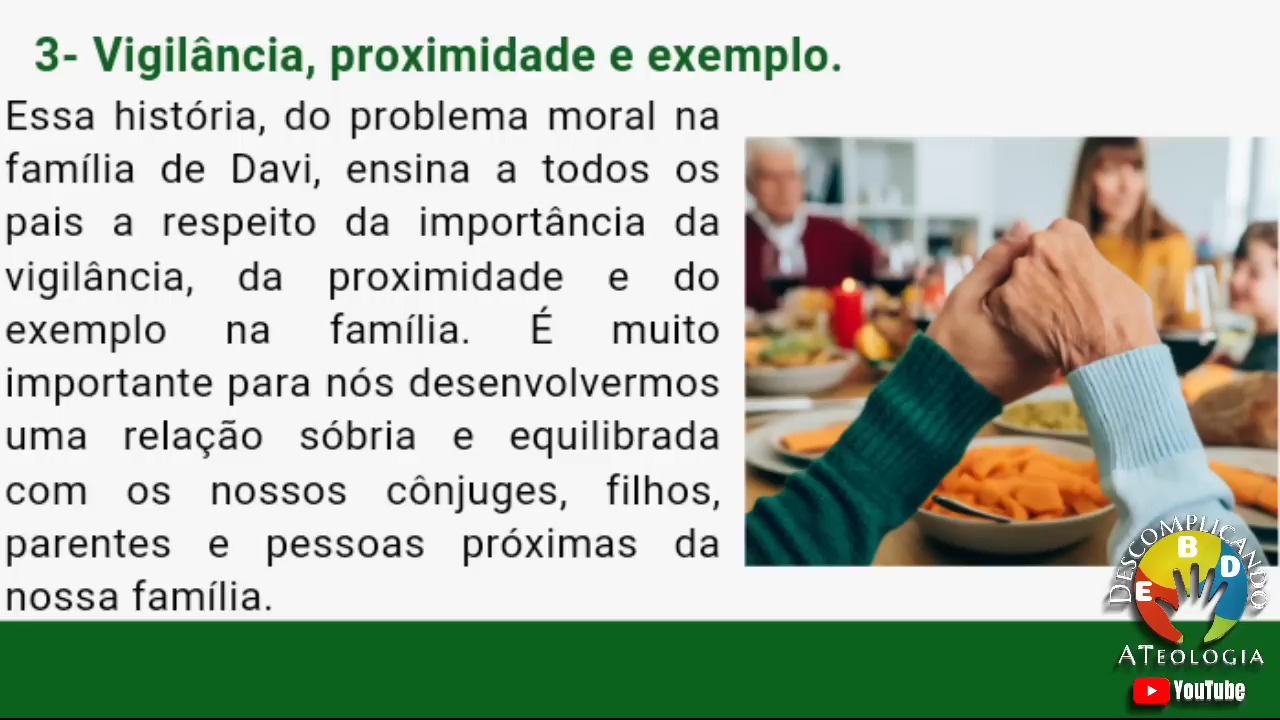 3- Vigilância, proximidade e exemplo.
Essa história, do problema moral na
família de Davi, ensina a todos os
pais a respeito da importância da
vigilância, da proximidade e do
exemplo na família. É muito
importante para nós desenvolvermos
uma relação sóbria e equilibrada
com os nossos cônjuges, filhos,
parentes e pessoas próximas da
nossa família.
DESCOMPLICANDO
E B D
ATEOLOGIA
YouTube